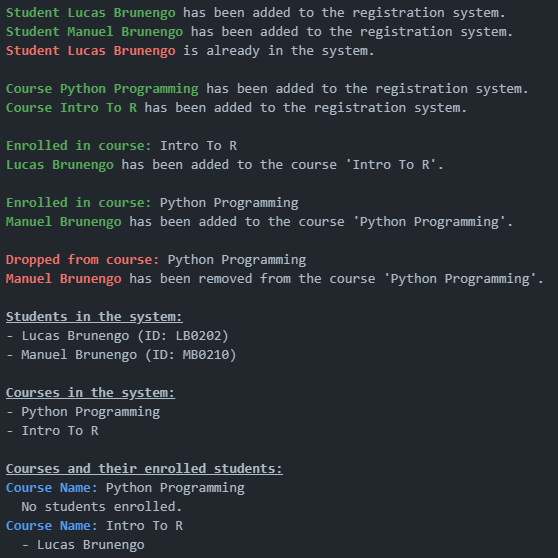 Student Lucas Brunengo has been added to the registration system.
Student Manuel Brunengo has been added to the registration system.
Student Lucas Brunengo is already in the system.
Course Python Programming has been added to the registration system.
Course Intro To R has been added to the registration system.
Enrolled in course: Intro To R
Lucas Brunengo has been added to the course 'Intro To R'.
Enrolled in course: Python Programming
Manuel Brunengo has been added to the course 'Python Programming'.
Dropped from course: Python Programming
Manuel Brunengo has been removed from the course 'Python Programming'.
Students in the system:
- Lucas Brunengo (ID: LB0202)
- Manuel Brunengo (ID: MB0210)
Courses in the system:
- Python Programming
- Intro To R
Courses and their enrolled students:
Course Name: Python Programming
  No students enrolled.
Course Name: Intro To R
  - Lucas Brunengo